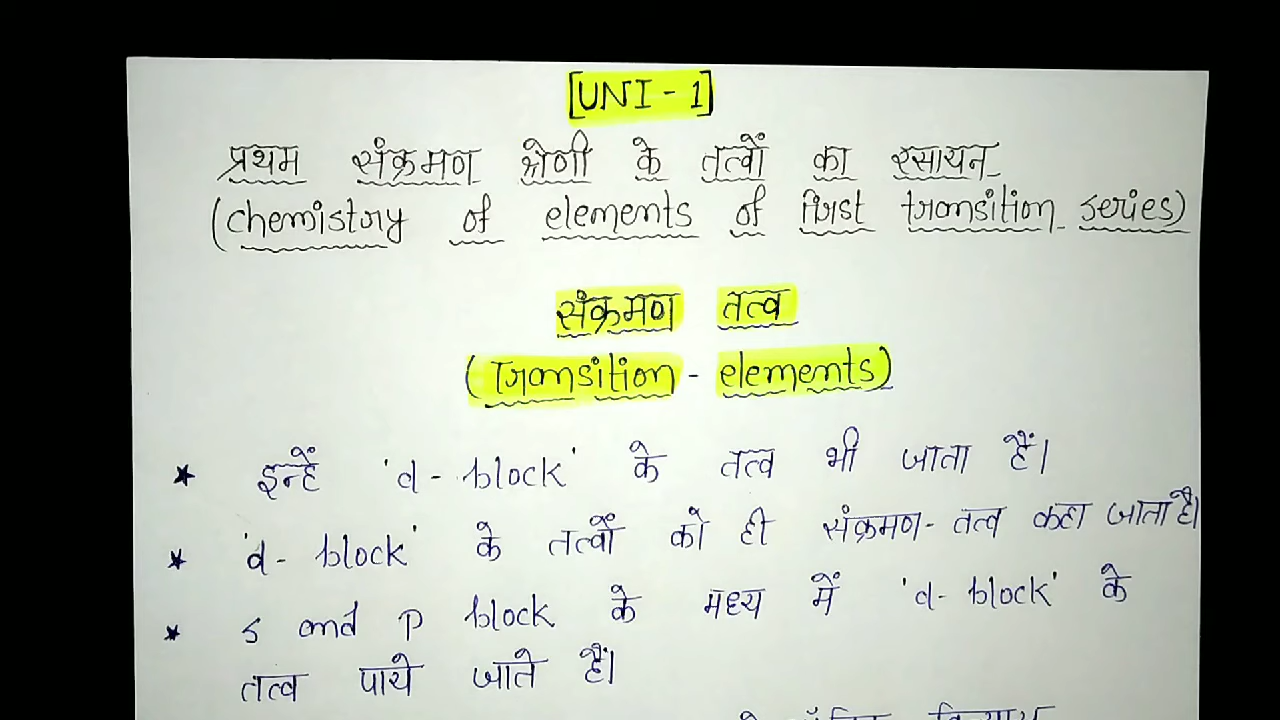 [UNI - 1]
प्रथम संक्रमण श्रेणी के तत्वों का रसायन
(chemistry of elements of first transition series)
संक्रमण तत्व
(Transition - elements)
* इन्हें 'd - block' के तत्व भी जाता हैं।
* 'd - block' के तत्वों को ही संक्रमण - तत्व कहा जाता है।
* s and p block के मध्य में 'd - block' के
तत्व पाये जाते हैं।